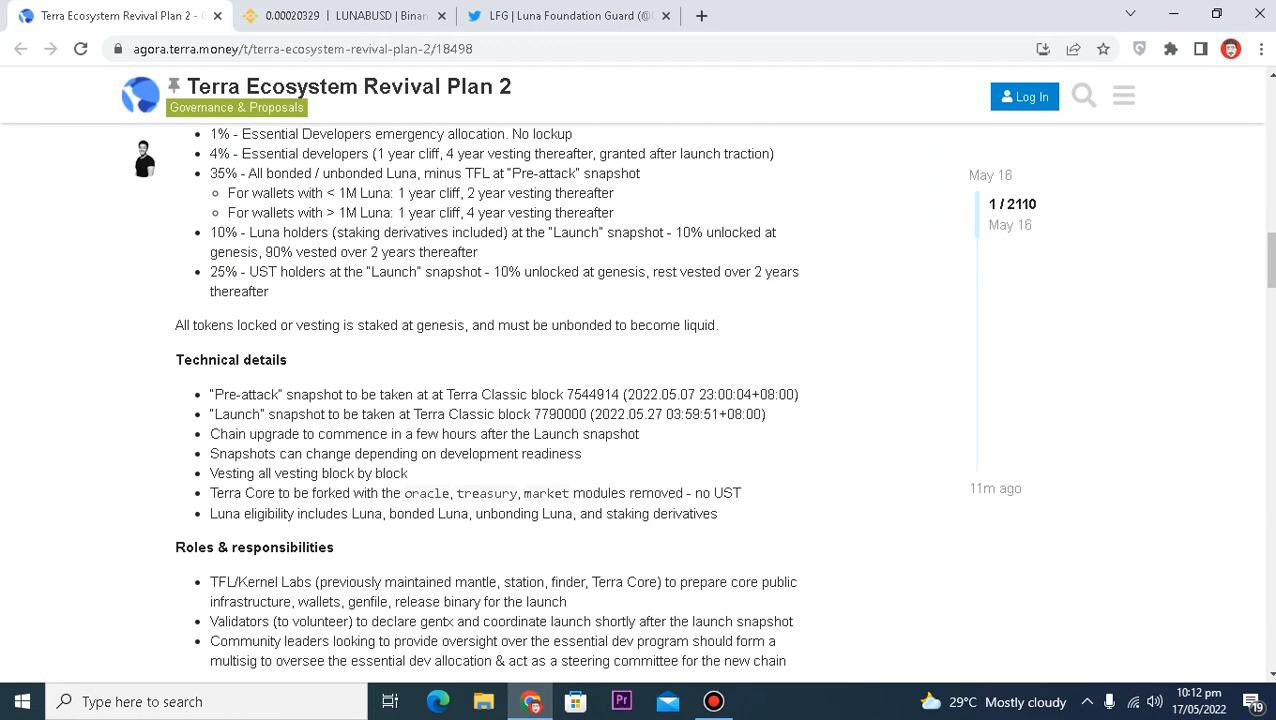 Terra Ecosystem Revival Plan 2 - G
0.00020329 | LUNABUSD | Binan
LFG | Luna Foundation Guard (@L
agora.terra.money/t/terra-ecosystem-revival-plan-2/18498
Terra Ecosystem Revival Plan 2
Governance & Proposals
Log In
1% - Essential Developers emergency allocation. No lockup
4% - Essential developers (1 year cliff, 4 year vesting thereafter, granted after launch traction)
35% - All bonded / unbonded Luna, minus TFL at "Pre-attack" snapshot
For wallets with < 1M Luna: 1 year cliff, 2 year vesting thereafter
For wallets with > 1M Luna: 1 year cliff, 4 year vesting thereafter
10% - Luna holders (staking derivatives included) at the "Launch" snapshot - 10% unlocked at
genesis, 90% vested over 2 years thereafter
25% - UST holders at the "Launch" snapshot - 10% unlocked at genesis, rest vested over 2 years
thereafter
All tokens locked or vesting is staked at genesis, and must be unbonded to become liquid.
Technical details
"Pre-attack" snapshot to be taken at at Terra Classic block 7544914 (2022.05.07 23:00:04+08:00)
"Launch" snapshot to be taken at Terra Classic block 7790000 (2022.05.27 03:59:51+08:00)
Chain upgrade to commence in a few hours after the Launch snapshot
Snapshots can change depending on development readiness
Vesting all vesting block by block
Terra Core to be forked with the oracle, treasury, market modules removed - no UST
Luna eligibility includes Luna, bonded Luna, unbonding Luna, and staking derivatives
Roles & responsibilities
TFL/Kernel Labs (previously maintained mantle, station, finder, Terra Core) to prepare core public
infrastructure, wallets, genfile, release binary for the launch
Validators (to volunteer) to declare gentx and coordinate launch shortly after the launch snapshot
Community leaders looking to provide oversight over the essential dev program should form a
multisig to oversee the essential dev allocation & act as a steering committee for the new chain
May 16
1 / 2110
May 16
11m ago
Type here to search
Pr
29°C Mostly cloudy
10:12 pm
17/05/2022
19